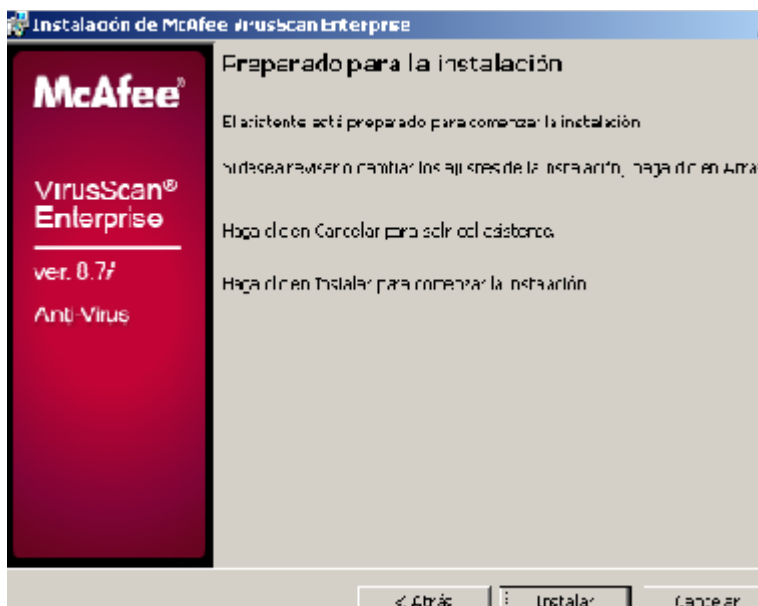 Instalación de McAfee VirusScan Enterprise
McAfee®
Preparado para la instalación
El asistente está preparado para comenzar la instalación
Si desea revisar o cambiar los ajustes de la instalación, haga clic en
VirusScan®
Enterprise
Haga clic en Cancelar para salir del asistente.
ver. 8.7i
Haga clic en Instalar para comenzar la instalación
Anti-Virus
< Atrás
Instalar
Cancelar